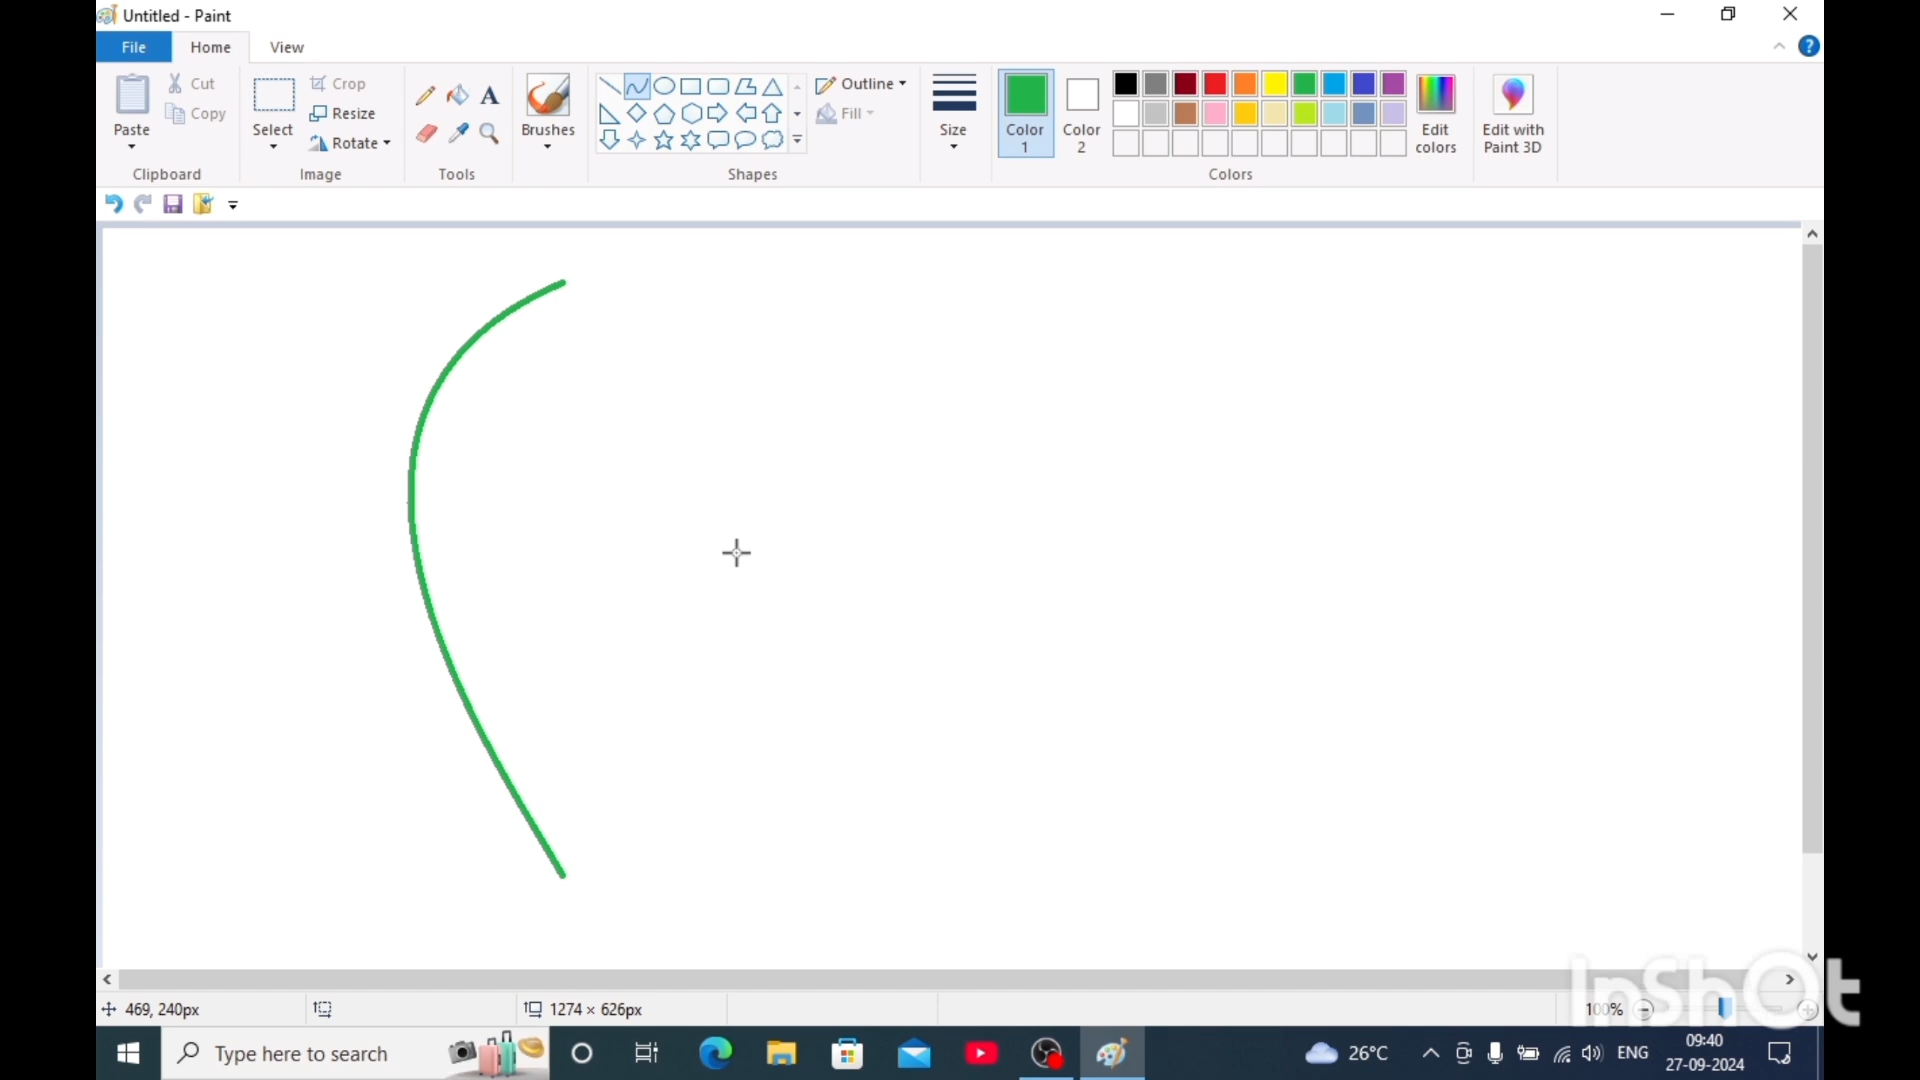 Untitled - Paint
File Home View
Paste
Cut
Copy
Clipboard
Select
Crop
Resize
Rotate
Image
A
Tools
Brushes
Shapes
Outline
Fill
Size
Color 1
Color 2
Colors
Edit colors
Edit with Paint 3D
469, 240px
1274 × 626px
100%
InShOt
Type here to search
26°C
ENG
09:40
27-09-2024